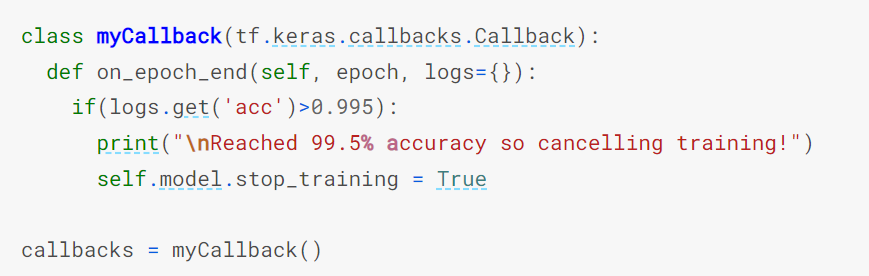 class myCallback(tf.keras.callbacks.Callback):
  def on_epoch_end(self, epoch, logs={}):
    if(logs.get('acc')>0.995):
      print("\nReached 99.5% accuracy so cancelling training!")
      self.model.stop_training = True

callbacks = myCallback()